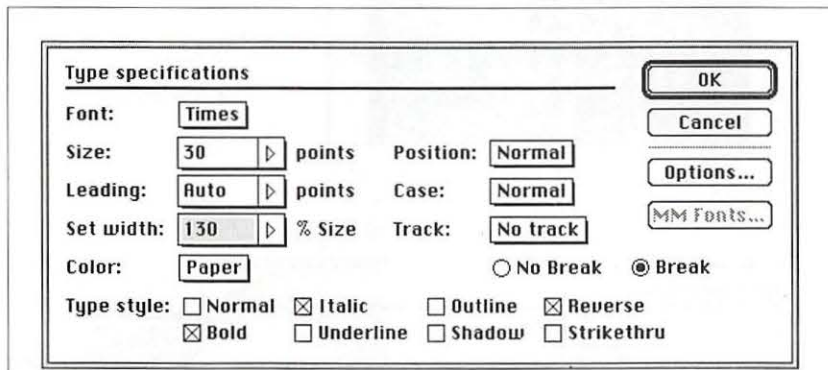 Type specifications
OK
Font: Times
Cancel
Size: 30 points Position: Normal
Options...
Leading: Auto points Case: Normal
MM Fonts...
Set width: 130 % Size Track: No track
Color: Paper No Break Break
Type style: Normal Italic Outline Reverse
Bold Underline Shadow Strikethru